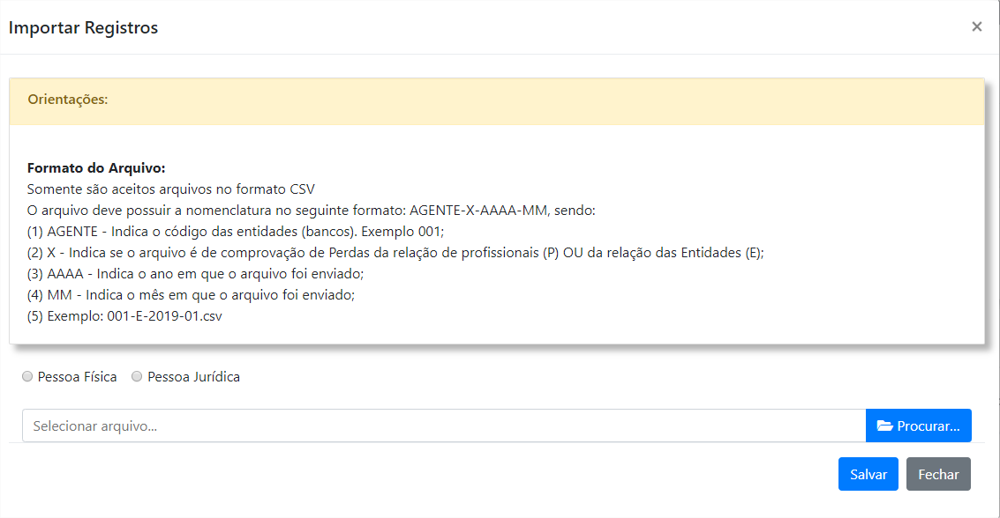 Importar Registros
×
Orientações:
Formato do Arquivo:
Somente são aceitos arquivos no formato CSV
O arquivo deve possuir a nomenclatura no seguinte formato: AGENTE-X-AAAA-MM, sendo:
(1) AGENTE - Indica o código das entidades (bancos). Exemplo 001;
(2) X - Indica se o arquivo é de comprovação de Perdas da relação de profissionais (P) OU da relação das Entidades (E);
(3) AAAA - Indica o ano em que o arquivo foi enviado;
(4) MM - Indica o mês em que o arquivo foi enviado;
(5) Exemplo: 001-E-2019-01.csv
Pessoa Física Pessoa Jurídica
Selecionar arquivo... Procurar...
Salvar Fechar